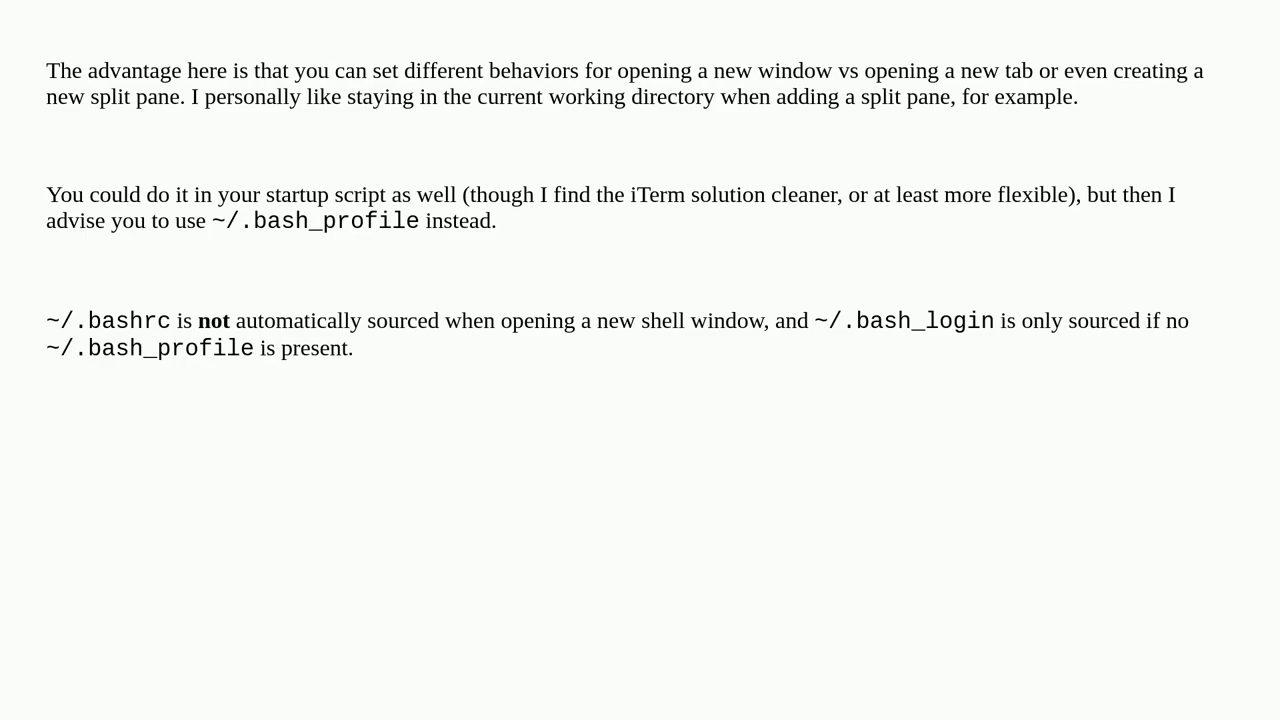 The advantage here is that you can set different behaviors for opening a new window vs opening a new tab or even creating a
new split pane. I personally like staying in the current working directory when adding a split pane, for example.
You could do it in your startup script as well (though I find the iTerm solution cleaner, or at least more flexible), but then I
advise you to use ~/.bash_profile instead.
~/.bashrc is not automatically sourced when opening a new shell window, and ~/.bash_login is only sourced if no
~/.bash_profile is present.